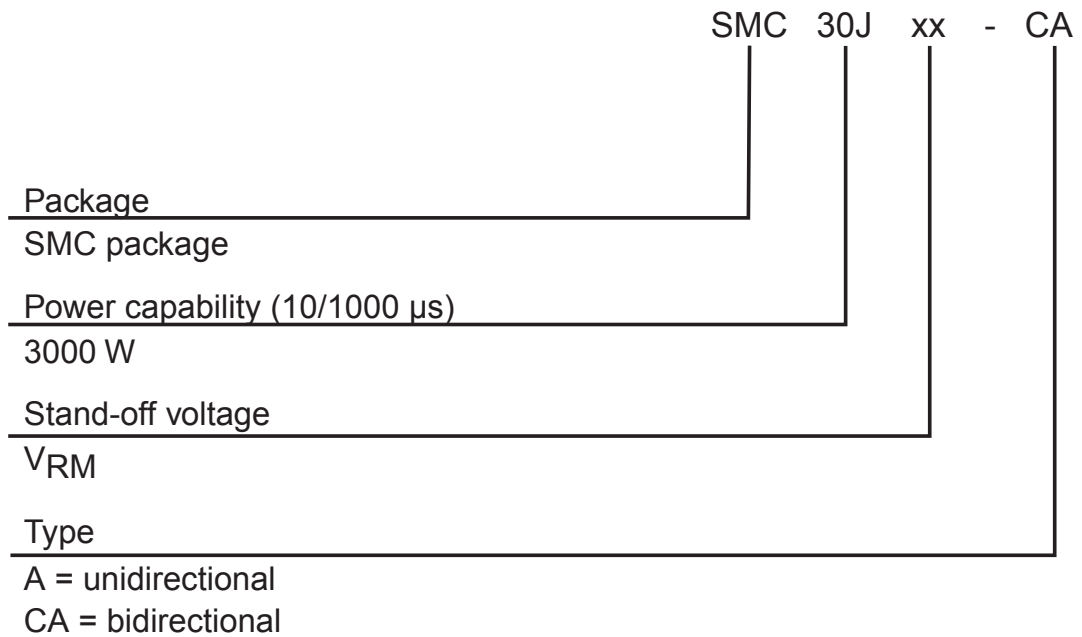 SMC 30J xx - CA
Package
SMC package
Power capability (10/1000 µs)
3000 W
Stand-off voltage
VRM
Type
A = unidirectional
CA = bidirectional